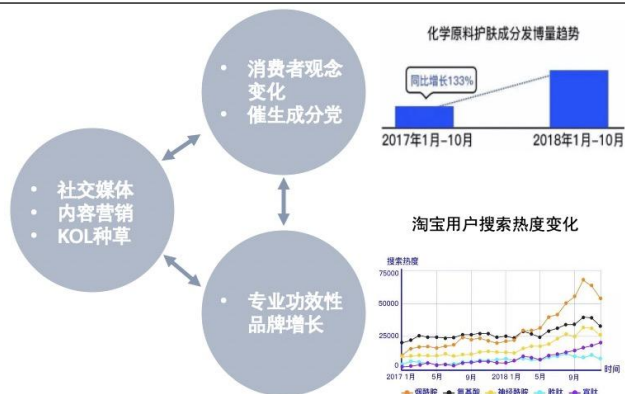 消费者观念
变化
催生成分党
社交媒体
内容营销
KOL种草
专业功效性
品牌增长
化学原料护肤成分发博量趋势
同比增长133%
2017年1月-10月
2018年1月-10月
淘宝用户搜索热度变化
搜索热度
75000
50000
25000
0
2017 1月 5月 9月 2018 1月 5月 9月
时间
烟酰胺 氨基酸 神经酰胺 胜肽 寡肽